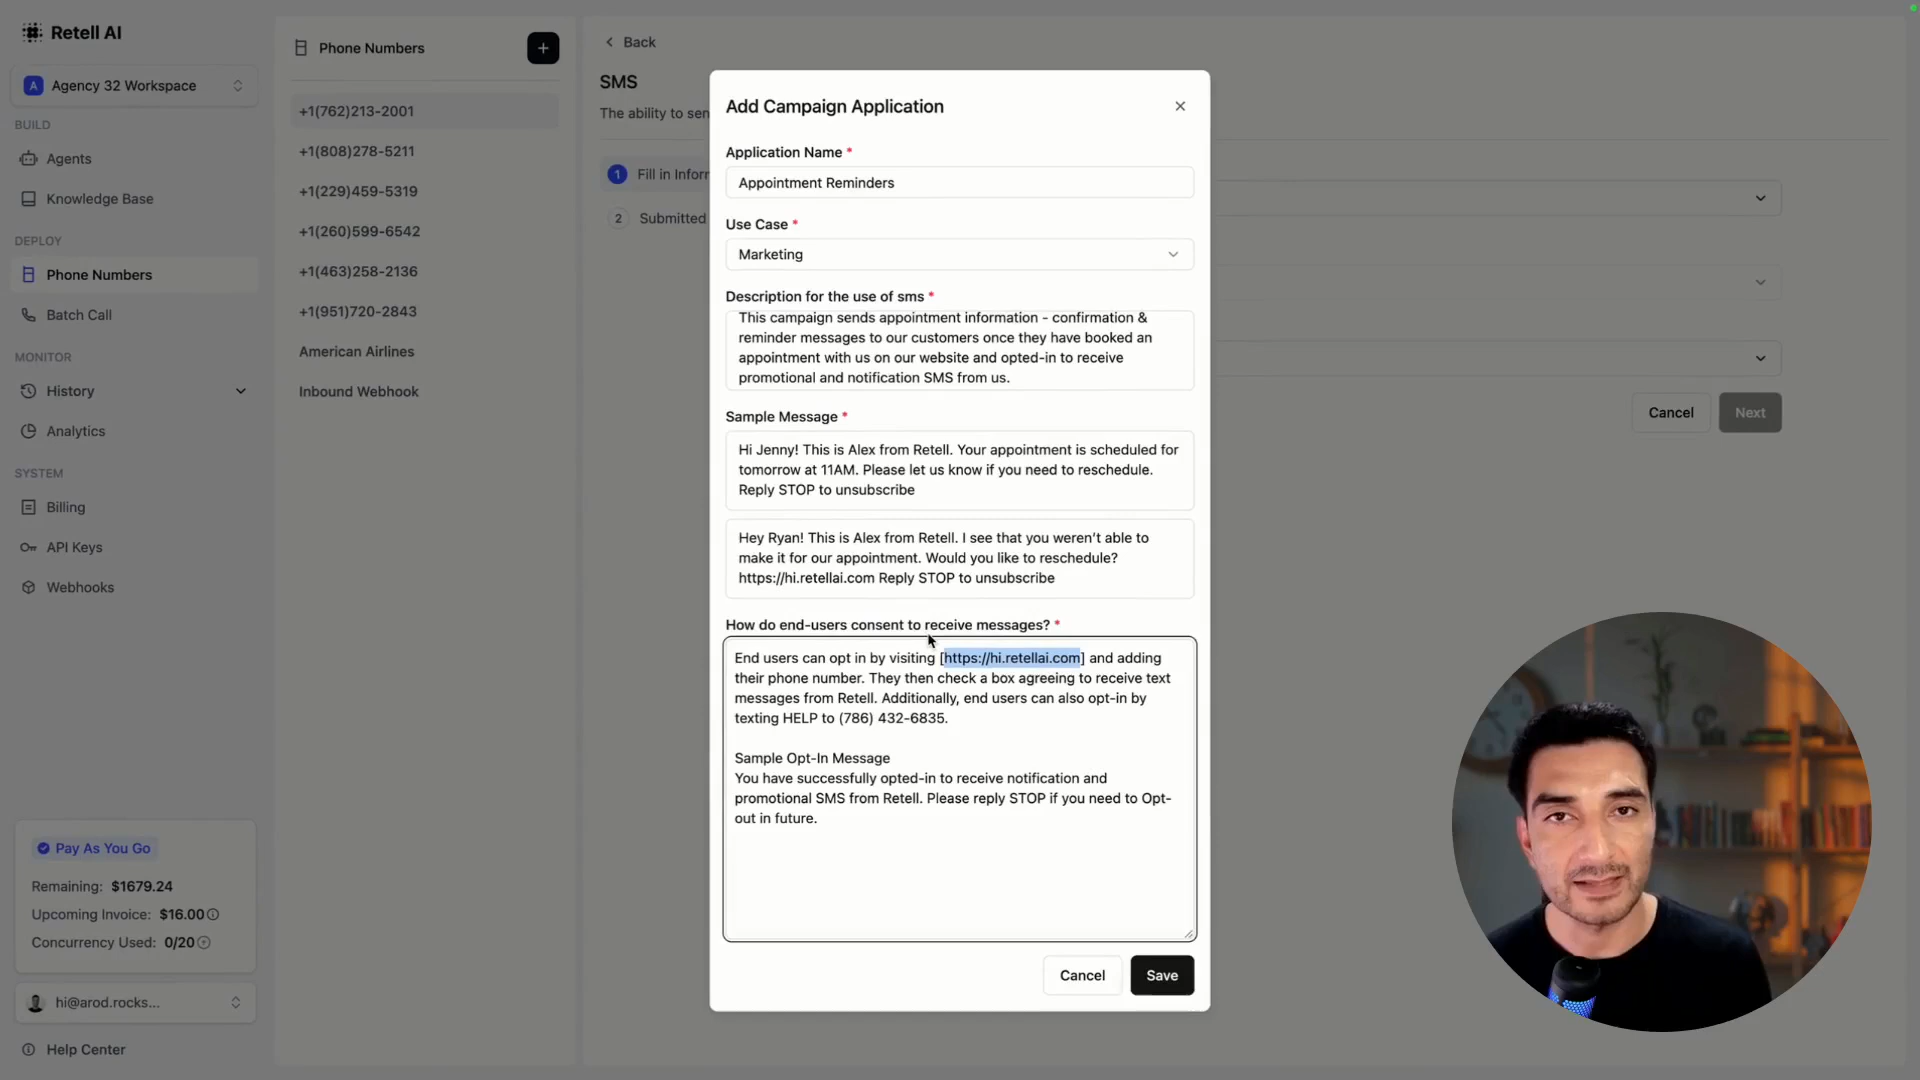 Retell AI
Agency 32 Workspace
BUILD
Agents
Knowledge Base
DEPLOY
Phone Numbers
Batch Call
MONITOR
History
Analytics
SYSTEM
Billing
API Keys
Webhooks
Pay As You Go
Remaining: $1679.24
Upcoming Invoice: $16.00
Concurrency Used: 0/20
hi@arod.rocks...
Help Center
Phone Numbers
+1(762)213-2001
+1(808)278-5211
+1(229)459-5319
+1(260)599-6542
+1(463)258-2136
+1(951)720-2843
American Airlines
Inbound Webhook
Back
SMS
The ability to sen
1 Fill in Inforr
2 Submitted
Cancel
Next
Add Campaign Application
Application Name *
Appointment Reminders
Use Case *
Marketing
Description for the use of sms *
This campaign sends appointment information - confirmation &
reminder messages to our customers once they have booked an
appointment with us on our website and opted-in to receive
promotional and notification SMS from us.
Sample Message *
Hi Jenny! This is Alex from Retell. Your appointment is scheduled for
tomorrow at 11AM. Please let us know if you need to reschedule.
Reply STOP to unsubscribe
Hey Ryan! This is Alex from Retell. I see that you weren't able to
make it for our appointment. Would you like to reschedule?
https://hi.retellai.com Reply STOP to unsubscribe
How do end-users consent to receive messages? *
End users can opt in by visiting [https://hi.retellai.com] and adding
their phone number. They then check a box agreeing to receive text
messages from Retell. Additionally, end users can also opt-in by
texting HELP to (786) 432-6835.
Sample Opt-In Message
You have successfully opted-in to receive notification and
promotional SMS from Retell. Please reply STOP if you need to Opt-
out in future.
Cancel
Save